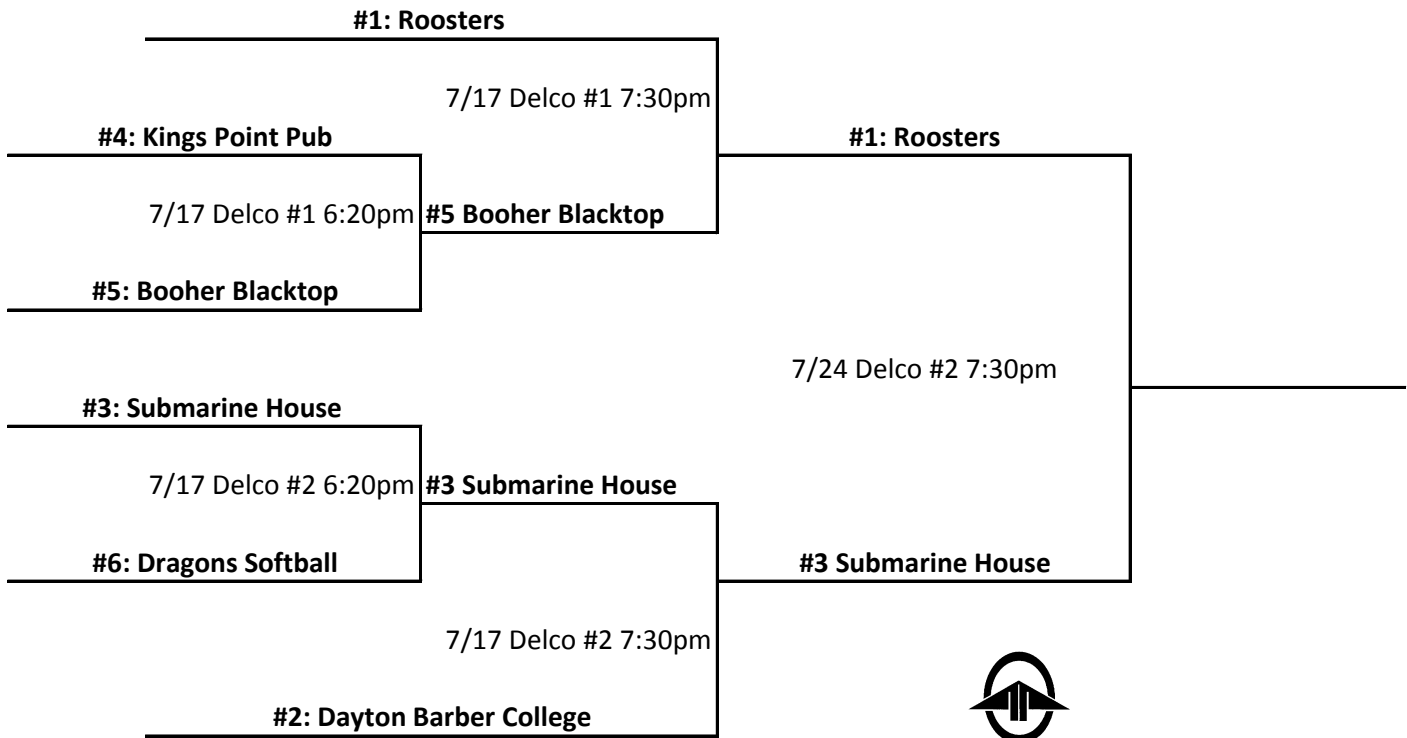 #1: Roosters
7/17 Delco #1 7:30pm
#4: Kings Point Pub
#1: Roosters
7/17 Delco #1 6:20pm
#5 Booher Blacktop
#5: Booher Blacktop
7/24 Delco #2 7:30pm
#3: Submarine House
7/17 Delco #2 6:20pm
#3 Submarine House
#6: Dragons Softball
#3 Submarine House
7/17 Delco #2 7:30pm
#2: Dayton Barber College